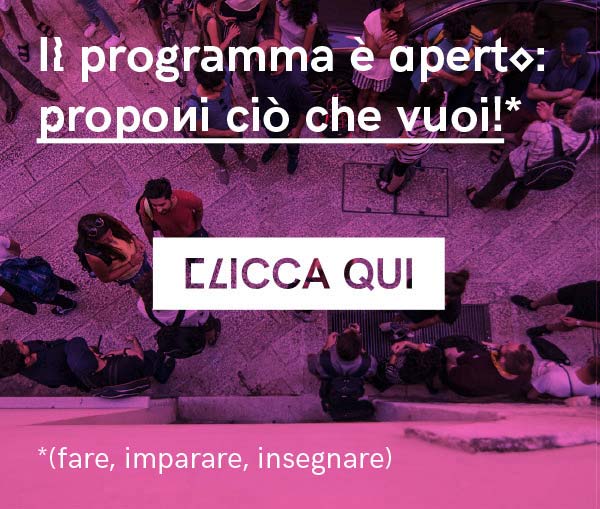 Il programma è aperto:
proponi ciò che vuoi!*
CLICCA QUI
*(fare, imparare, insegnare)